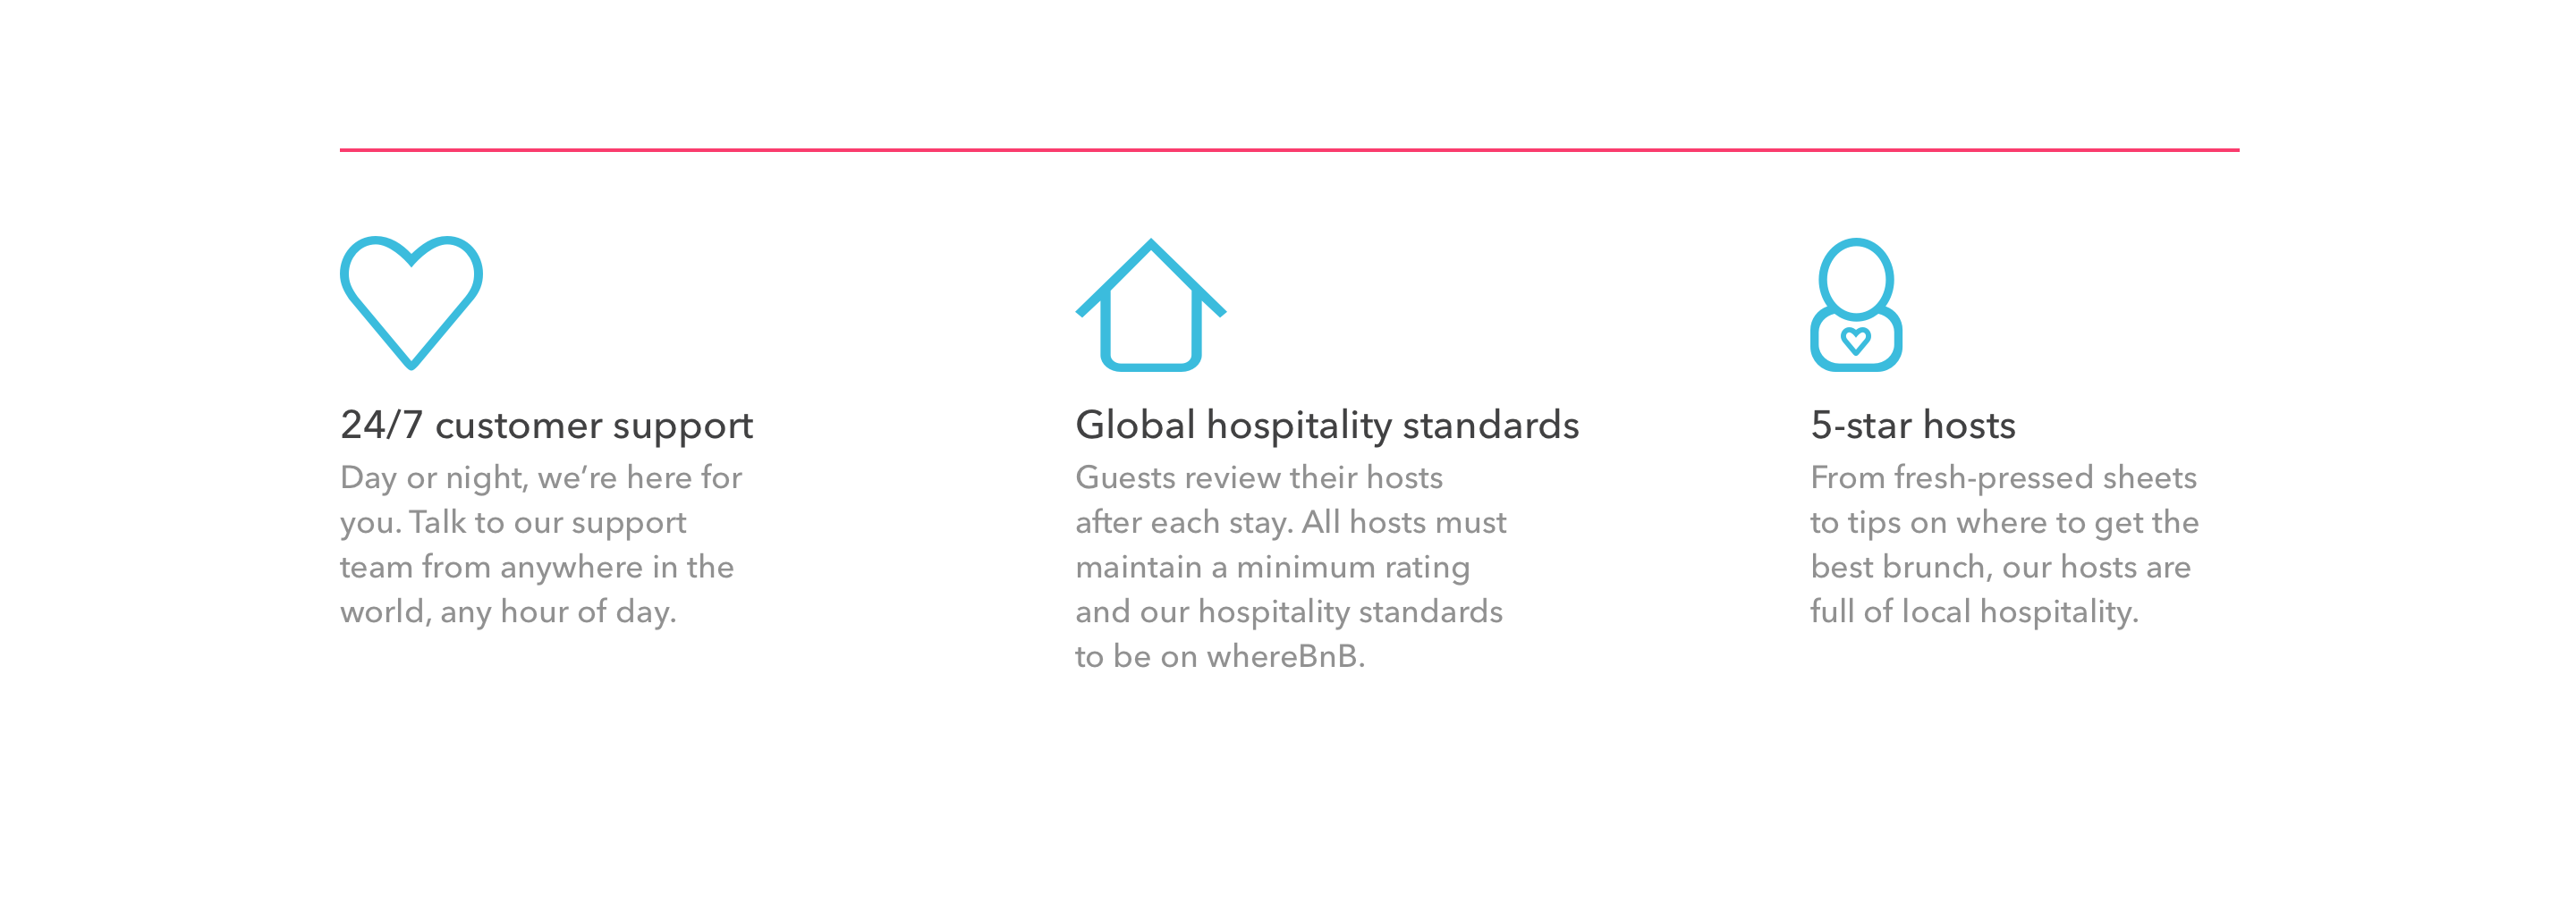 24/7 customer support
Day or night, we’re here for
you. Talk to our support
team from anywhere in the
world, any hour of day.
Global hospitality standards
Guests review their hosts
after each stay. All hosts must
maintain a minimum rating
and our hospitality standards
to be on whereBnB.
5-star hosts
From fresh-pressed sheets
to tips on where to get the
best brunch, our hosts are
full of local hospitality.